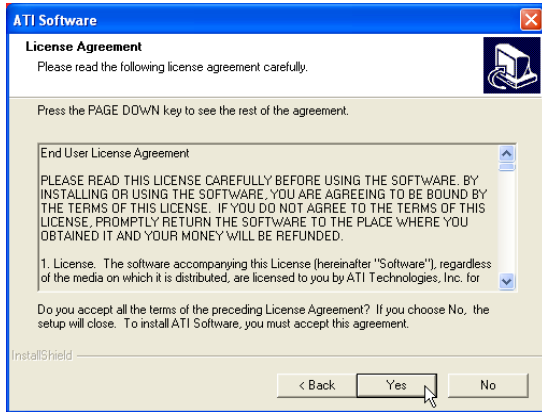 ATI Software
License Agreement
Please read the following license agreement carefully.
Press the PAGE DOWN key to see the rest of the agreement.
End User License Agreement
PLEASE READ THIS LICENSE CAREFULLY BEFORE USING THE SOFTWARE. BY
INSTALLING OR USING THE SOFTWARE, YOU ARE AGREEING TO BE BOUND BY
THE TERMS OF THIS LICENSE. IF YOU DO NOT AGREE TO THE TERMS OF THIS
LICENSE, PROMPTLY RETURN THE SOFTWARE TO THE PLACE WHERE YOU
OBTAINED IT AND YOUR MONEY WILL BE REFUNDED.
1. License. The software accompanying this License (hereinafter "Software"), regardless
of the media on which it is distributed, are licensed to you by ATI Technologies, Inc. for
Do you accept all the terms of the preceding License Agreement? If you choose No, the
setup will close. To install ATI Software, you must accept this agreement.
InstallShield
< Back Yes No